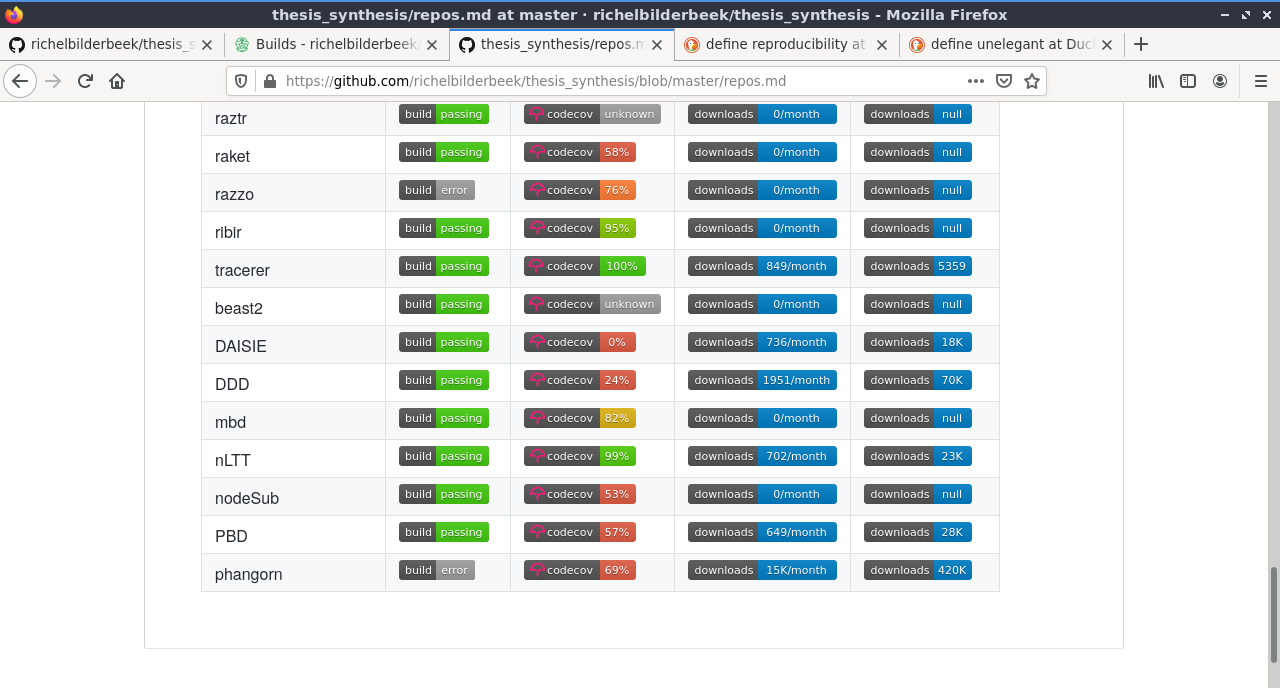 thesis_synthesis/repos.md at master · richelbilderbeek/thesis_synthesis - Mozilla Firefox
richelbilderbeek/thesis_s
Builds - richelbilderbeek/
thesis_synthesis/repos.m
define reproducibility at
define unelegant at Duck
https://github.com/richelbilderbeek/thesis_synthesis/blob/master/repos.md
raztr build passing codecov unknown downloads 0/month downloads null
raket build passing codecov 58% downloads 0/month downloads null
razzo build error codecov 76% downloads 0/month downloads null
ribir build passing codecov 95% downloads 0/month downloads null
tracerer build passing codecov 100% downloads 849/month downloads 5359
beast2 build passing codecov unknown downloads 0/month downloads null
DAISIE build passing codecov 0% downloads 736/month downloads 18K
DDD build passing codecov 24% downloads 1951/month downloads 70K
mbd build passing codecov 82% downloads 0/month downloads null
nLTT build passing codecov 99% downloads 702/month downloads 23K
nodeSub build passing codecov 53% downloads 0/month downloads null
PBD build passing codecov 57% downloads 649/month downloads 28K
phangorn build error codecov 69% downloads 15K/month downloads 420K